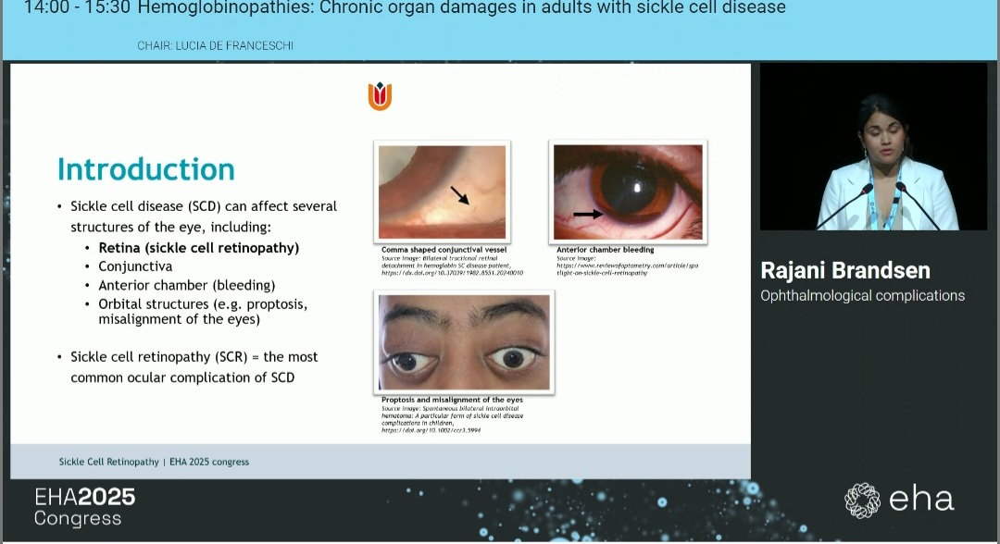 14:00 - 15:30 Hemoglobinopathies: Chronic organ damages in adults with sickle cell disease
CHAIR: LUCIA DE FRANCESCHI
Introduction
• Sickle cell disease (SCD) can affect several
structures of the eye, including:
• Retina (sickle cell retinopathy)
• Conjunctiva
• Anterior chamber (bleeding)
• Orbital structures (e.g. proptosis,
misalignment of the eyes)
• Sickle cell retinopathy (SCR) = the most
common ocular complication of SCD
Comma shaped conjunctival vessel
Source image: Bilateral tractional retinal
detachment in hemoglobin SC disease patient,
https://dx.doi.org/10.37039/1982.8551.20240010
Anterior chamber bleeding
Source image:
https://www.reviewofoptometry.com/article/spo
tlight-on-sickle-cell-retinopathy
Proptosis and misalignment of the eyes
Source image: Spontaneous bilateral intraorbital
hematoma: A particular form of sickle cell disease
complications in children,
https://doi.org/10.1002/ccr3.5994
Sickle Cell Retinopathy | EHA 2025 congress
Rajani Brandsen
Ophthalmological complications
EHA2025
Congress
eha